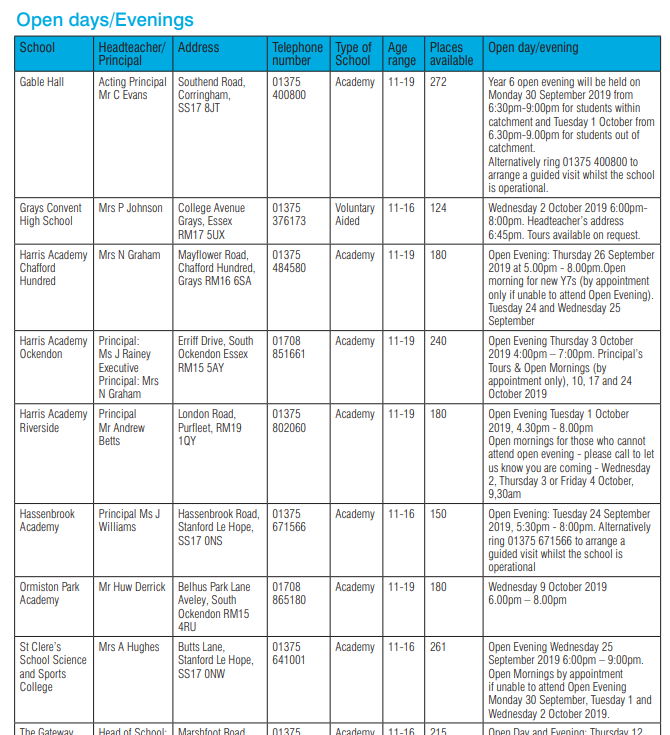 Open days/Evenings
School Headteacher/ Address Telephone Type of Age Places Open day/evening
Principal number School range available
Gable Hall Acting Principal Southend Road, 01375 Academy 11-19 272 Year 6 open evening will be held on
Mr C Evans Corringham, 400800 Monday 30 September 2019 from
SS17 8JT 6:30pm-9:00pm for students within
catchment and Tuesday 1 October from
6.30pm-9.00pm for students out of
catchment.
Alternatively ring 01375 400800 to
arrange a guided visit whilst the school
is operational.
Grays Convent Mrs P Johnson College Avenue 01375 Voluntary 11-16 124 Wednesday 2 October 2019 6:00pm-
High School Grays, Essex 376173 Aided 8:00pm. Headteacher's address
RM17 5UX 6:45pm. Tours available on request.
Harris Academy Mrs N Graham Mayflower Road, 01375 Academy 11-19 180 Open Evening: Thursday 26 September
Chafford Chafford Hundred, 484580 2019 at 5.00pm - 8.00pm.Open
Hundred Grays RM16 6SA morning for new Y7s (by appointment
only if unable to attend Open Evening).
Tuesday 24 and Wednesday 25
September
Harris Academy Principal: Erriff Drive, South 01708 Academy 11-19 240 Open Evening Thursday 3 October
Ockendon Ms J Rainey Ockendon Essex 851661 2019 4:00pm – 7:00pm. Principal's
Executive RM15 5AY Tours & Open Mornings (by
Principal: Mrs appointment only), 10, 17 and 24
N Graham October 2019
Harris Academy Principal London Road, 01375 Academy 11-19 180 Open Evening Tuesday 1 October
Riverside Mr Andrew Purfleet, RM19 802060 2019, 4.30pm - 8.00pm
Betts 1QY Open mornings for those who cannot
attend open evening - please call to let
us know you are coming - Wednesday
2, Thursday 3 or Friday 4 October,
9,30am
Hassenbrook Principal Ms J Hassenbrook Road, 01375 Academy 11-16 150 Open Evening: Tuesday 24 September
Academy Williams Stanford Le Hope, 671566 2019, 5:30pm - 8:00pm. Alternatively
SS17 0NS ring 01375 671566 to arrange a
guided visit whilst the school is
operational
Ormiston Park Mr Huw Derrick Belhus Park Lane 01708 Academy 11-19 180 Wednesday 9 October 2019
Academy Aveley, South 865180 6.00pm – 8.00pm
Ockendon RM15
4RU
St Clere's Mrs A Hughes Butts Lane, 01375 Academy 11-16 261 Open Evening Wednesday 25
School Science Stanford Le Hope, 641001 September 2019 6:00pm – 9:00pm.
and Sports SS17 0NW Open Mornings by appointment
College if unable to attend Open Evening
Monday 30 September, Tuesday 1 and
Wednesday 2 October 2019.
The Gateway Head of School: Marshfoot Road 01375 Academy 11-16 215 Open Day and Evening: Thursday 12